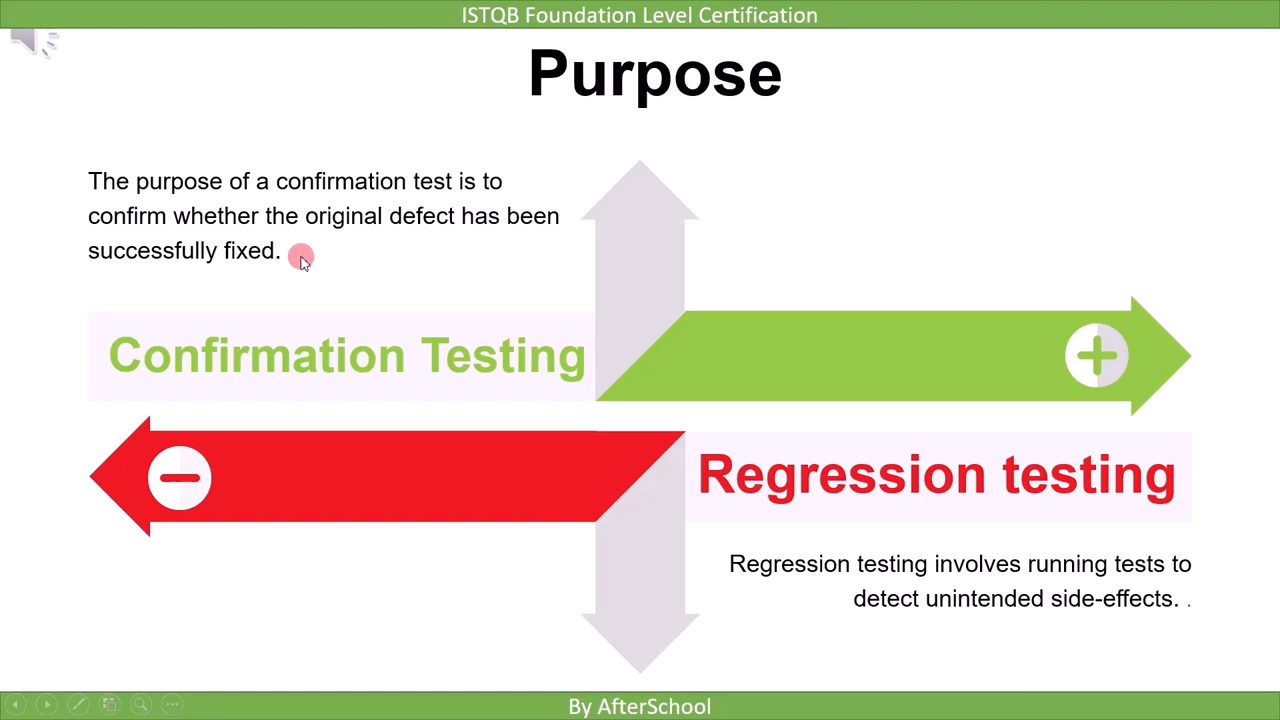 ISTQB Foundation Level Certification
Purpose
The purpose of a confirmation test is to
confirm whether the original defect has been
successfully fixed.
Confirmation Testing
Regression testing
Regression testing involves running tests to
detect unintended side-effects. .
By AfterSchool